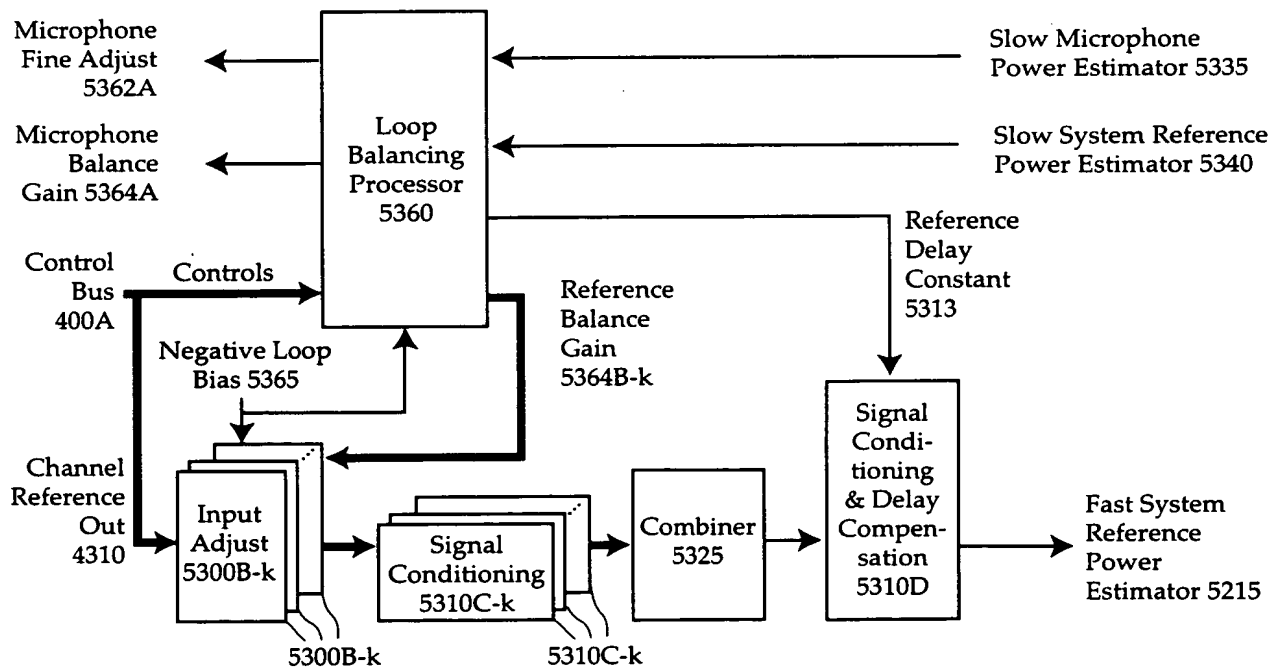 Microphone
Fine Adjust
5362A
Microphone
Balance
Gain 5364A
Loop
Balancing
Processor
5360
Slow Microphone
Power Estimator 5335
Slow System Reference
Power Estimator 5340
Reference
Delay
Constant
5313
Control
Bus
400A
Controls
Negative Loop
Bias 5365
Reference
Balance
Gain
5364B-k
Channel
Reference
Out
4310
Input
Adjust
5300B-k
5300B-k
Signal
Conditioning
5310C-k
5310C-k
Combiner
5325
Signal
Condi-
tioning
& Delay
Compen-
sation
5310D
Fast System
Reference
Power
Estimator 5215